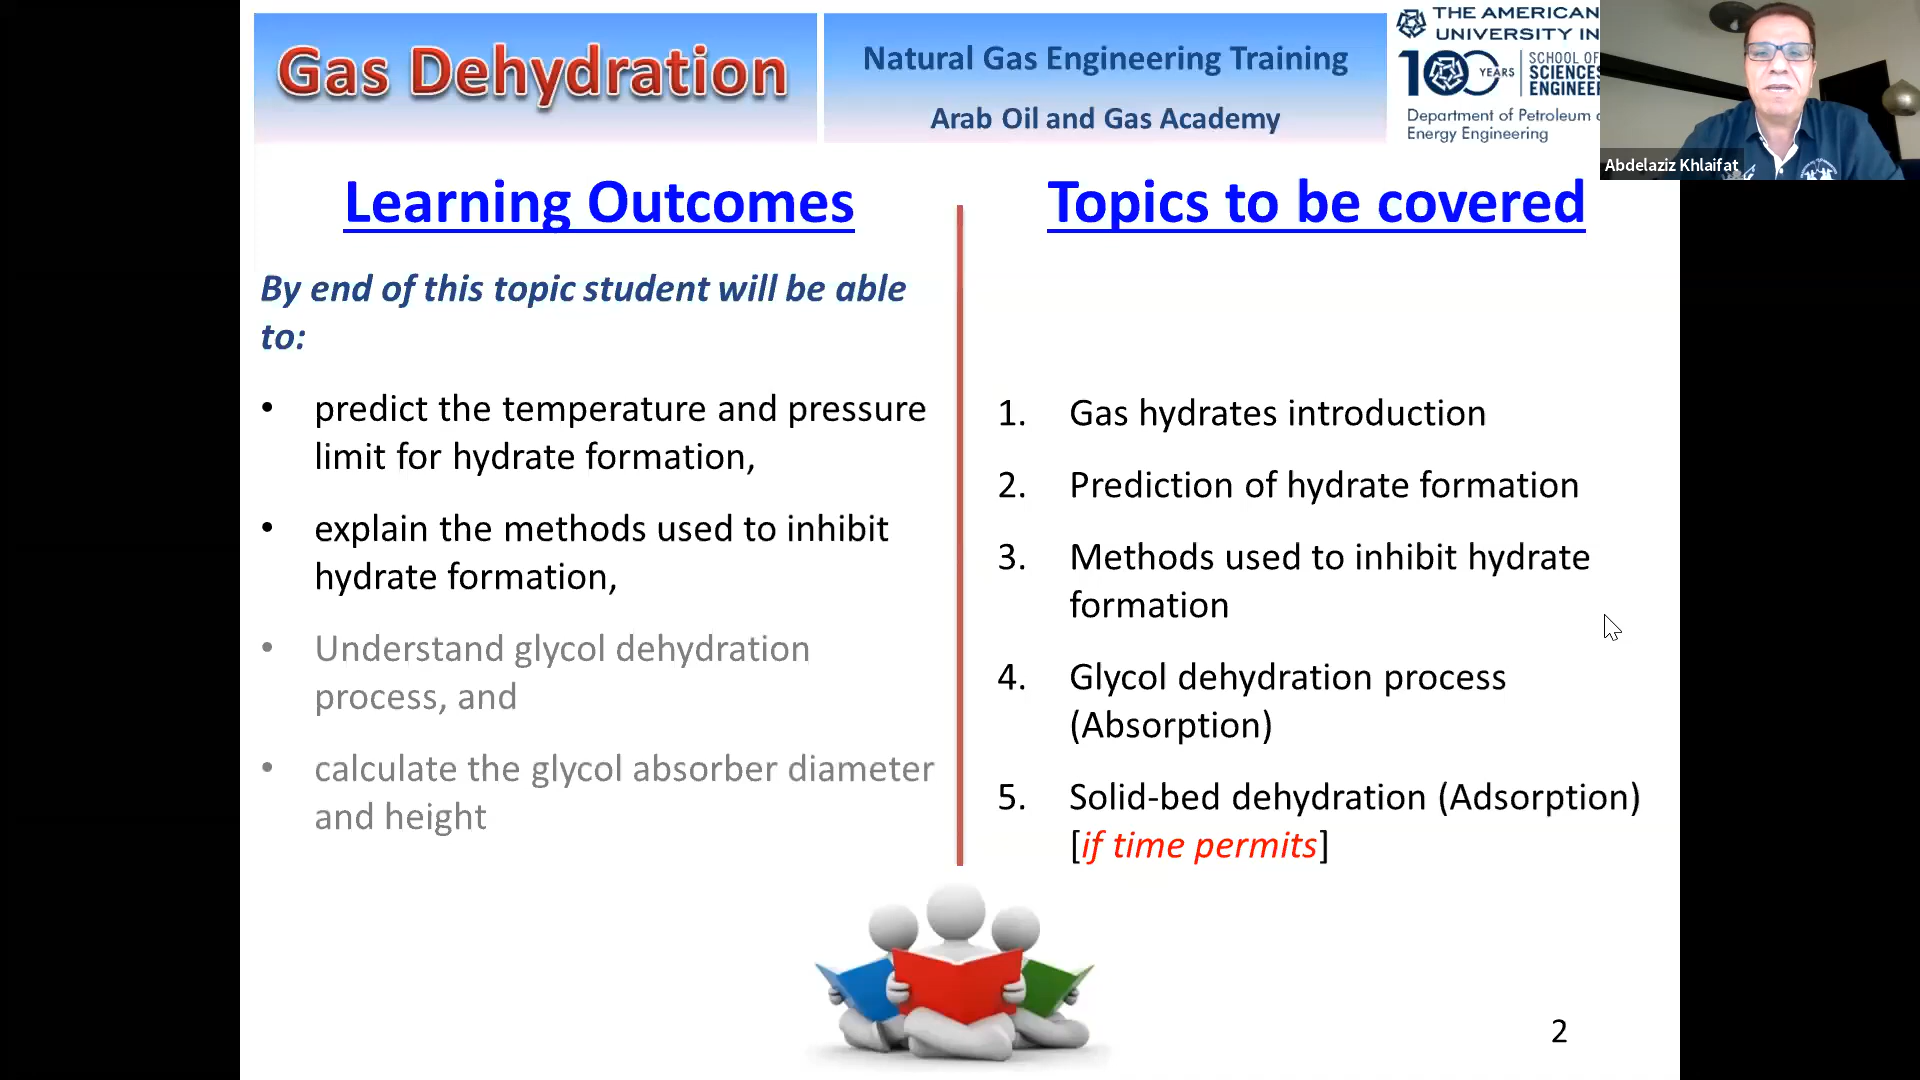 Gas Dehydration
Natural Gas Engineering Training
Arab Oil and Gas Academy
THE AMERICAN
UNIVERSITY IN
100 YEARS
SCHOOL OF
SCIENCES
Department of Petroleum
Energy Engineering
Abdelaziz Khlaifat
Learning Outcomes
By end of this topic student will be able
to:
• predict the temperature and pressure
limit for hydrate formation,
• explain the methods used to inhibit
hydrate formation,
• Understand glycol dehydration
process, and
• calculate the glycol absorber diameter
and height
Topics to be covered
1. Gas hydrates introduction
2. Prediction of hydrate formation
3. Methods used to inhibit hydrate
formation
4. Glycol dehydration process
(Absorption)
5. Solid-bed dehydration (Adsorption)
[if time permits]
2